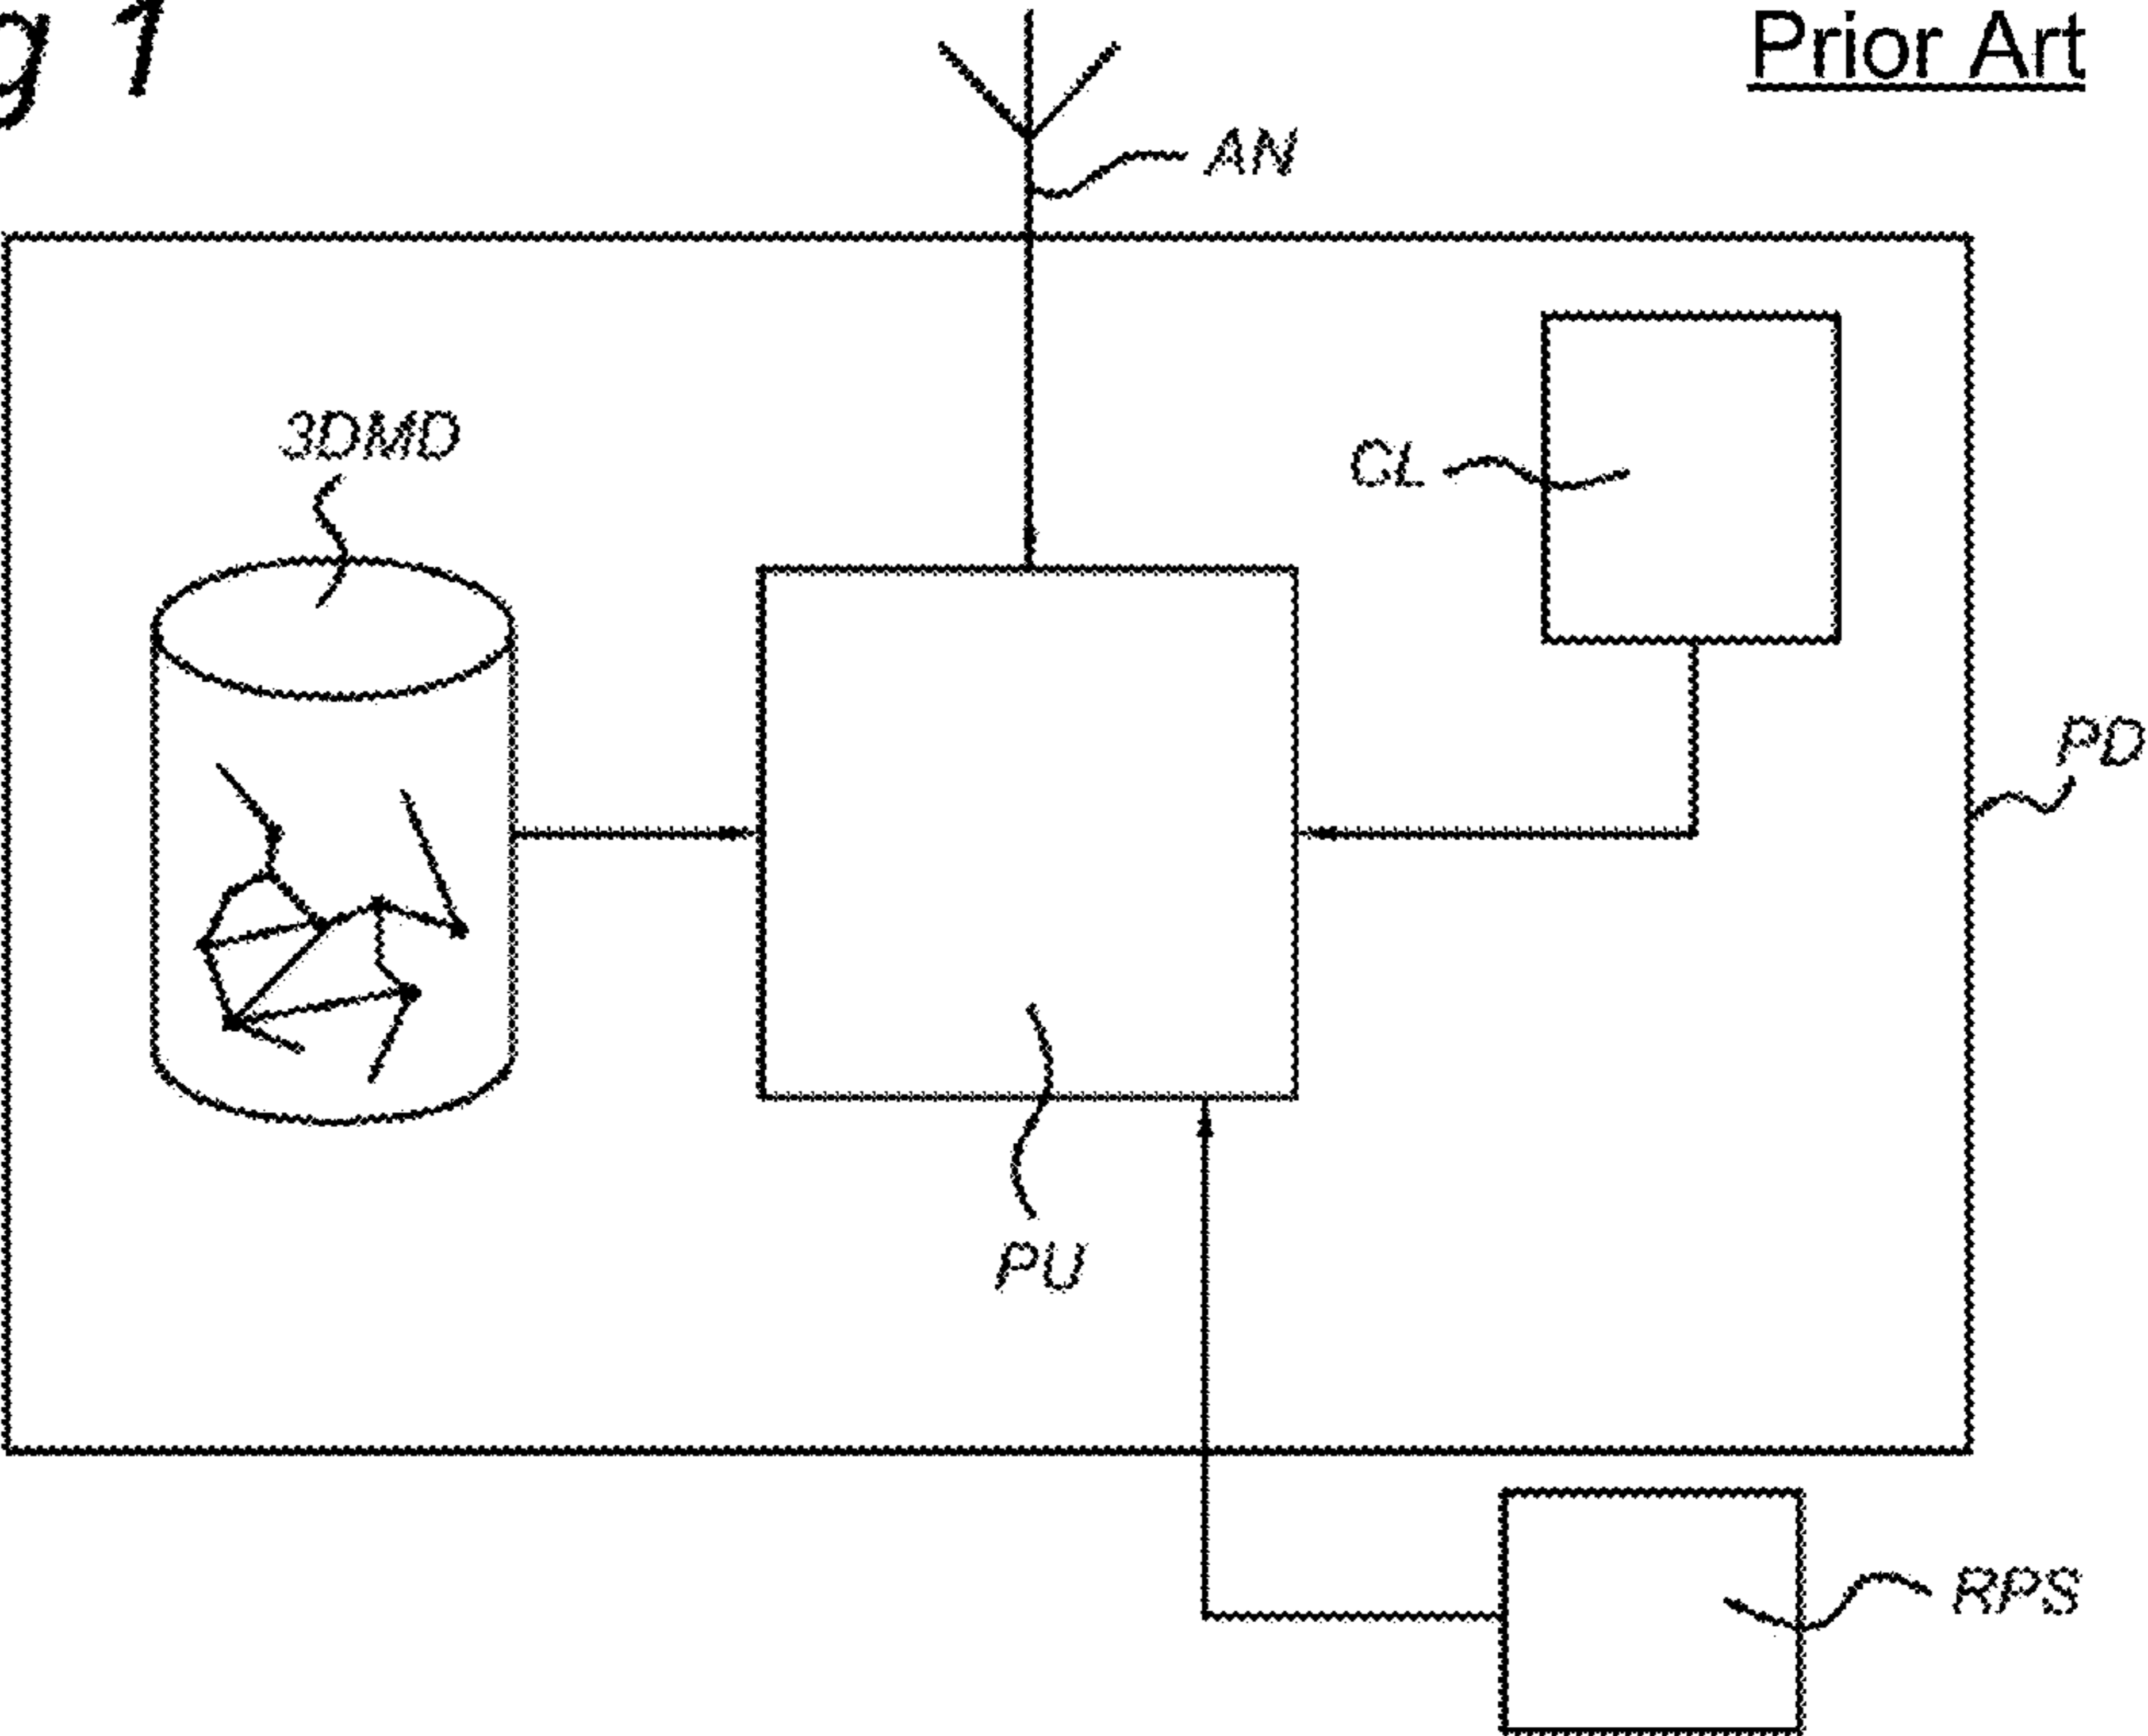 g 1
Prior Art
AN
3DMD
CL
PD
PU
RPS